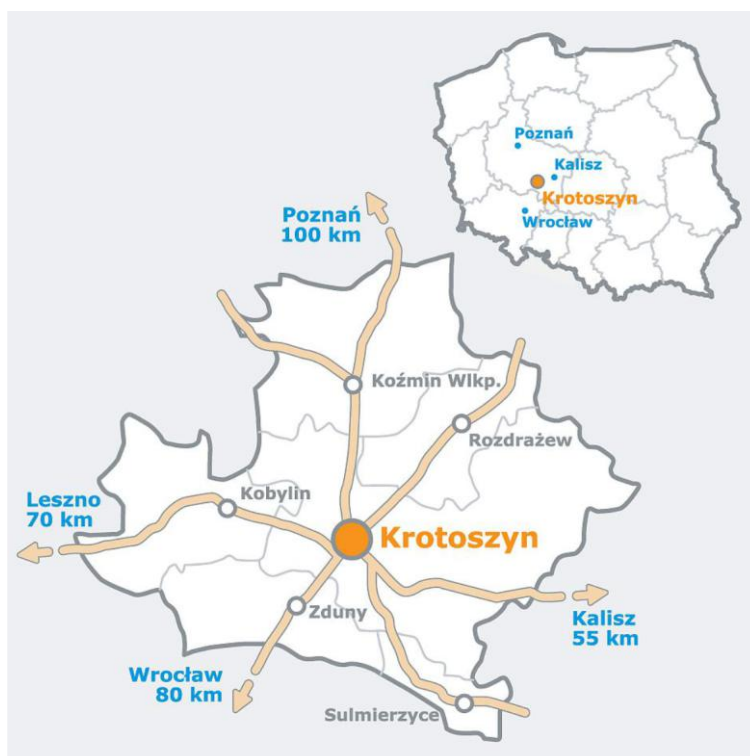 Poznań
Kalisz
Krotoszyn
Wrocław
Poznań
100 km
Koźmin Wlkp.
Rozdrażew
Leszno
70 km
Kobylin
Krotoszyn
Zduny
Kalisz
55 km
Wrocław
80 km
Sulmierzyce